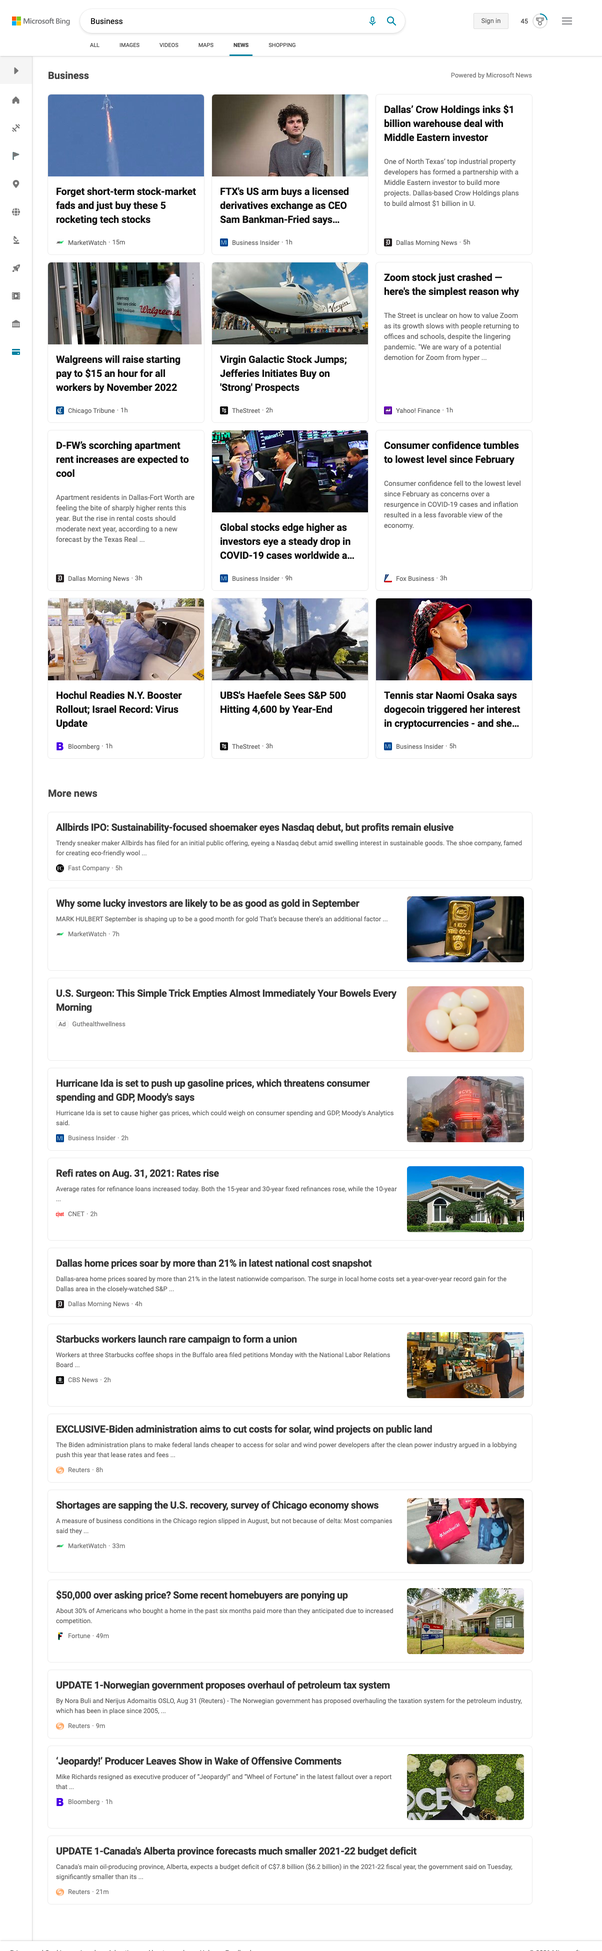 Microsoft Bing
Business
Sign in
45
ALL
IMAGES
VIDEOS
MAPS
NEWS
SHOPPING
Business
Powered by Microsoft News
Forget short-term stock-market
fads and just buy these 5
rocketing tech stocks
MarketWatch · 15m
FTX's US arm buys a licensed
derivatives exchange as CEO
Sam Bankman-Fried says...
Business Insider · 1h
Dallas' Crow Holdings inks $1
billion warehouse deal with
Middle Eastern investor
One of North Texas' top industrial property
developers has formed a partnership with a
Middle Eastern investor to build more
projects. Dallas-based Crow Holdings plans
to build almost $1 billion in U.
Dallas Morning News · 5h
Walgreens
Walgreens will raise starting
pay to $15 an hour for all
workers by November 2022
Chicago Tribune · 1h
Virgin Galactic Stock Jumps;
Jefferies Initiates Buy on
'Strong' Prospects
TheStreet · 2h
Zoom stock just crashed —
here's the simplest reason why
The Street is unclear on how to value Zoom
as its growth slows with people returning to
offices and schools, despite the lingering
pandemic. "We are wary of a potential
demotion for Zoom from hyper ...
Yahoo! Finance · 1h
D-FW's scorching apartment
rent increases are expected to
cool
Apartment residents in Dallas-Fort Worth are
feeling the bite of sharply higher rents this
year. But the rise in rental costs should
moderate next year, according to a new
forecast by the Texas Real ...
Dallas Morning News · 3h
Global stocks edge higher as
investors eye a steady drop in
COVID-19 cases worldwide a...
Business Insider · 9h
Consumer confidence tumbles
to lowest level since February
Consumer confidence fell to the lowest level
since February as concerns over a
resurgence in COVID-19 cases and inflation
resulted in a less favorable view of the
economy.
Fox Business · 3h
Hochul Readies N.Y. Booster
Rollout; Israel Record: Virus
Update
Bloomberg · 1h
UBS's Haefele Sees S&P 500
Hitting 4,600 by Year-End
TheStreet · 3h
Tennis star Naomi Osaka says
dogecoin triggered her interest
in cryptocurrencies - and she...
Business Insider · 5h
More news
Allbirds IPO: Sustainability-focused shoemaker eyes Nasdaq debut, but profits remain elusive
Trendy sneaker maker Allbirds has filed for an initial public offering, eyeing a Nasdaq debut amid swelling interest in sustainable goods. The shoe company, famed
for creating eco-friendly wool ...
Fast Company · 5h
Why some lucky investors are likely to be as good as gold in September
MARK HULBERT September is shaping up to be a good month for gold That's because there's an additional factor ...
MarketWatch · 7h
U.S. Surgeon: This Simple Trick Empties Almost Immediately Your Bowels Every
Morning
Ad Guthealthwellness
Hurricane Ida is set to push up gasoline prices, which threatens consumer
spending and GDP, Moody's says
Hurricane Ida is set to cause higher gas prices, which could weigh on consumer spending and GDP, Moody's Analytics
said.
Business Insider · 2h
Refi rates on Aug. 31, 2021: Rates rise
Average rates for refinance loans increased today. Both the 15-year and 30-year fixed refinances rose, while the 10-year
...
CNET · 2h
Dallas home prices soar by more than 21% in latest national cost snapshot
Dallas-area home prices soared by more than 21% in the latest nationwide comparison. The surge in local home costs set a year-over-year record gain for the
Dallas area in the closely-watched S&P ...
Dallas Morning News · 4h
Starbucks workers launch rare campaign to form a union
Workers at three Starbucks coffee shops in the Buffalo area filed petitions Monday with the National Labor Relations
Board ...
CBS News · 2h
EXCLUSIVE-Biden administration aims to cut costs for solar, wind projects on public land
The Biden administration plans to make federal lands cheaper to access for solar and wind power developers after the clean power industry argued in a lobbying
push this year that lease rates and fees ...
Reuters · 8h
Shortages are sapping the U.S. recovery, survey of Chicago economy shows
A measure of business conditions in the Chicago region slipped in August, but not because of delta: Most companies
said they ...
MarketWatch · 33m
$50,000 over asking price? Some recent homebuyers are ponying up
About 30% of Americans who bought a home in the past six months paid more than they anticipated due to increased
competition.
Fortune · 49m
UPDATE 1-Norwegian government proposes overhaul of petroleum tax system
By Nora Buli and Nerijus Adomaitis OSLO, Aug 31 (Reuters) - The Norwegian government has proposed overhauling the taxation system for the petroleum industry,
which has been in place since 2005, ...
Reuters · 9m
'Jeopardy!' Producer Leaves Show in Wake of Offensive Comments
Mike Richards resigned as executive producer of "Jeopardy!" and "Wheel of Fortune" in the latest fallout over a report
that ...
Bloomberg · 1h
UPDATE 1-Canada's Alberta province forecasts much smaller 2021-22 budget deficit
Canada's main oil-producing province, Alberta, expects a budget deficit of C$7.8 billion ($6.2 billion) in the 2021-22 fiscal year, the government said on Tuesday,
significantly smaller than its ...
Reuters · 21m